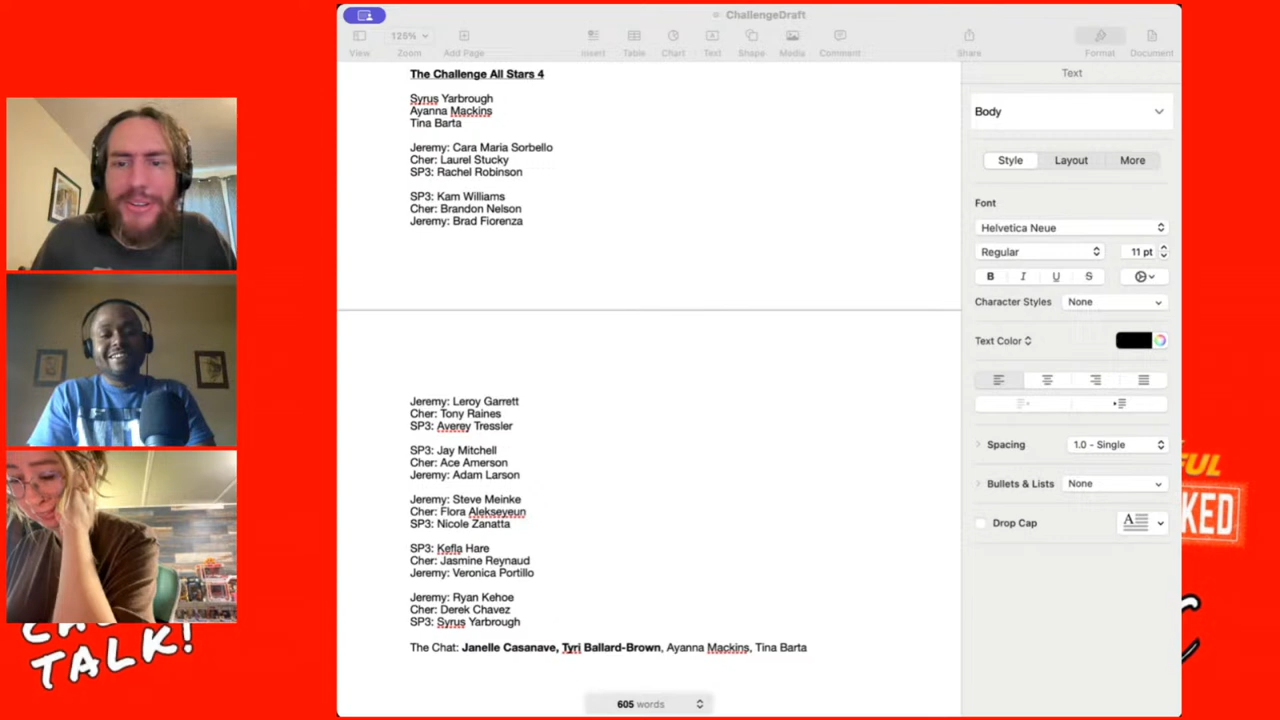 ChallengeDraft
125%
View Zoom Add Page Insert Table Chart Text Shape Media Comment Share Format Document
The Challenge All Stars 4
Syrus Yarbrough
Ayanna Mackins
Tina Barta
Jeremy: Cara Maria Sorbello
Cher: Laurel Stucky
SP3: Rachel Robinson
SP3: Kam Williams
Cher: Brandon Nelson
Jeremy: Brad Fiorenza
Jeremy: Leroy Garrett
Cher: Tony Raines
SP3: Averey Tressler
SP3: Jay Mitchell
Cher: Ace Amerson
Jeremy: Adam Larson
Jeremy: Steve Meinke
Cher: Flora Alekseyeun
SP3: Nicole Zanatta
SP3: Kefla Hare
Cher: Jasmine Reynaud
Jeremy: Veronica Portillo
Jeremy: Ryan Kehoe
Cher: Derek Chavez
SP3: Syrus Yarbrough
The Chat: Janelle Casanave, Tyri Ballard-Brown, Ayanna Mackins, Tina Barta
605 words
Text
Body
Style Layout More
Font
Helvetica Neue
Regular 11 pt
B I U S
Character Styles None
Text Color
Spacing 1.0 - Single
Bullets & Lists None
Drop Cap A
TALK!
UL
KED